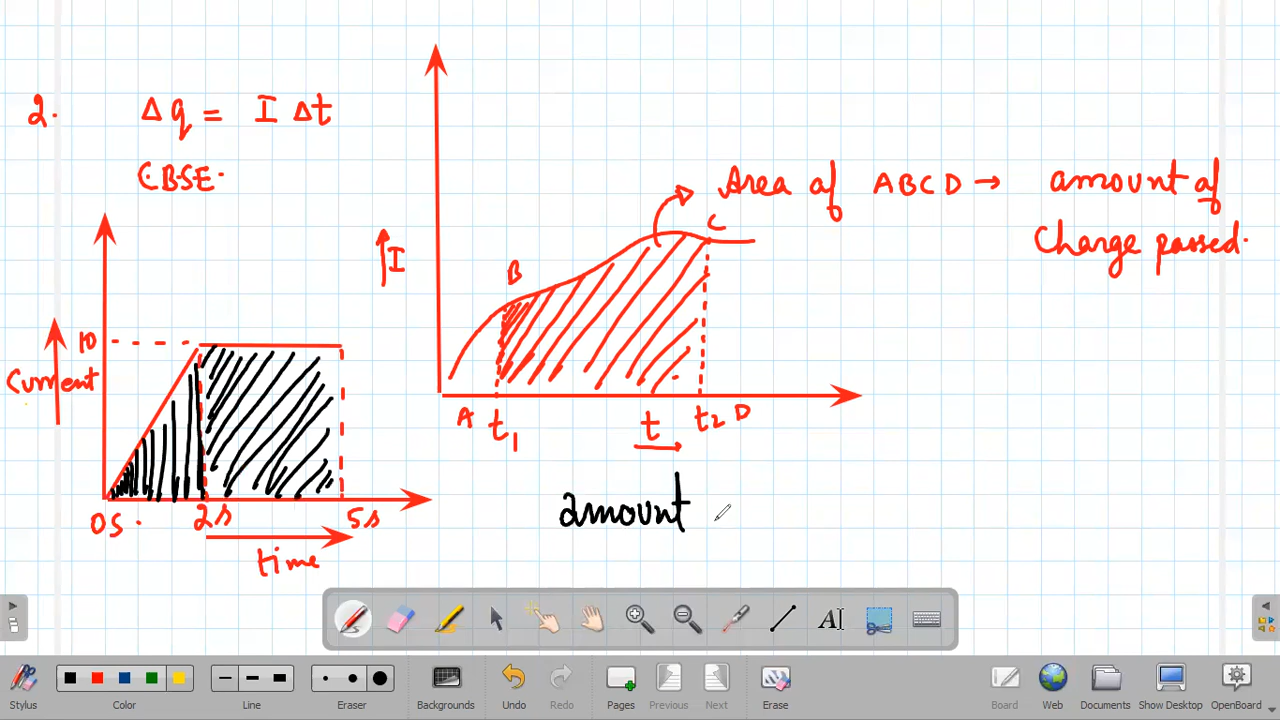 2. Δq = I Δt
C.B.S.E.
Area of ABCD → amount of
Charge passed.
C
B
I
10
Current
A t1 t t2 D
0s. 2s 5s
time
amount
Stylus Color Line Eraser Backgrounds Undo Redo Pages Previous Next Erase Board Web Documents Show Desktop OpenBoard